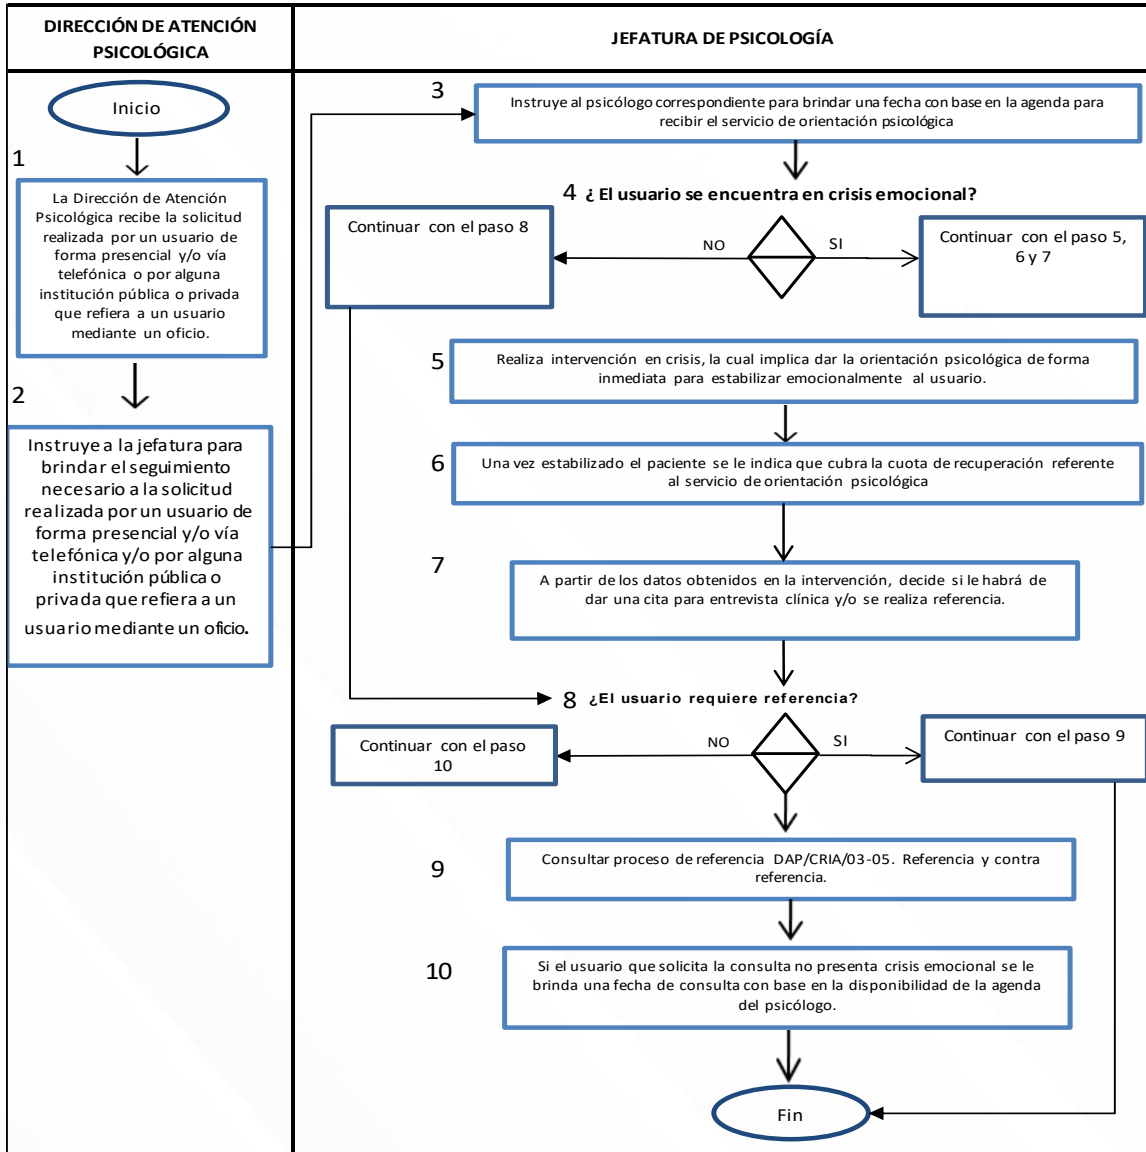 DIRECCIÓN DE ATENCIÓN
PSICOLÓGICA
JEFATURA DE PSICOLOGÍA
Inicio
1
La Dirección de Atención
Psicológica recibe la solicitud
realizada por un usuario de
forma presencial y/o vía
telefónica o por alguna
institución pública o privada
que refiera a un usuario
mediante un oficio.
2
Instruye a la jefatura para
brindar el seguimiento
necesario a la solicitud
realizada por un usuario de
forma presencial y/o vía
telefónica y/o por alguna
institución pública o
privada que refiera a un
usuario mediante un oficio.
3
Instruye al psicólogo correspondiente para brindar una fecha con base en la agenda para
recibir el servicio de orientación psicológica
4 ¿ El usuario se encuentra en crisis emocional?
Continuar con el paso 8
NO
SI
Continuar con el paso 5,
6 y 7
5
Realiza intervención en crisis, la cual implica dar la orientación psicológica de forma
inmediata para estabilizar emocionalmente al usuario.
6
Una vez estabilizado el paciente se le indica que cubra la cuota de recuperación referente
al servicio de orientación psicológica
7
A partir de los datos obtenidos en la intervención, decide si le habrá de
dar una cita para entrevista clínica y/o se realiza referencia.
8 ¿El usuario requiere referencia?
Continuar con el paso
10
NO
SI
Continuar con el paso 9
9
Consultar proceso de referencia DAP/CRIA/03-05. Referencia y contra
referencia.
10
Si el usuario que solicita la consulta no presenta crisis emocional se le
brinda una fecha de consulta con base en la disponibilidad de la agenda
del psicólogo.
Fin